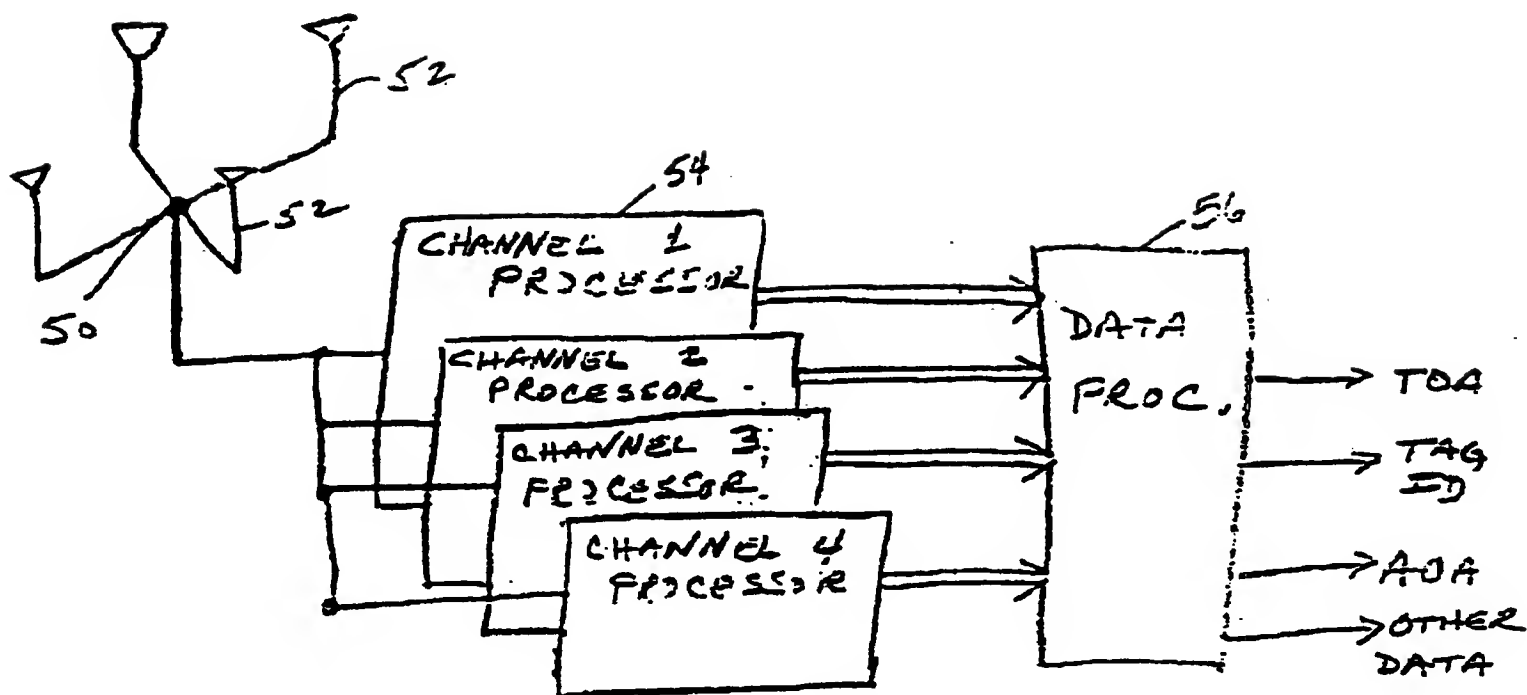 52
52
50
54
CHANNEL 1
PROCESSOR
CHANNEL 2
PROCESSOR
CHANNEL 3
PROCESSOR
CHANNEL 4
PROCESSOR
56
DATA
PROC.
TOA
TAG
ID
AOA
OTHER
DATA